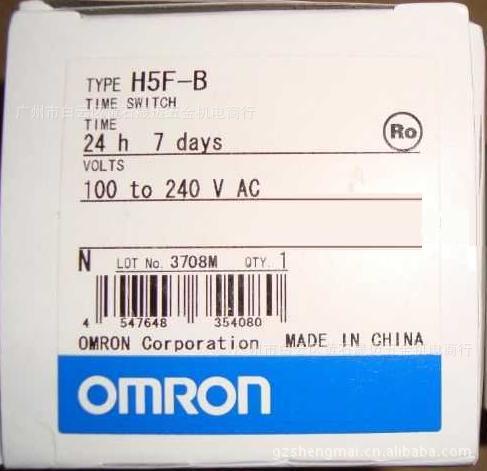 TYPE H5F-B
TIME SWITCH
TIME
24 h 7 days
Ro
VOLTS
100 to 240 V AC
N LOT No. 3708M QTY. 1
4 547648 354080
OMRON Corporation MADE IN CHINA
OMRON
gzshengmai.cn.alibaba.com